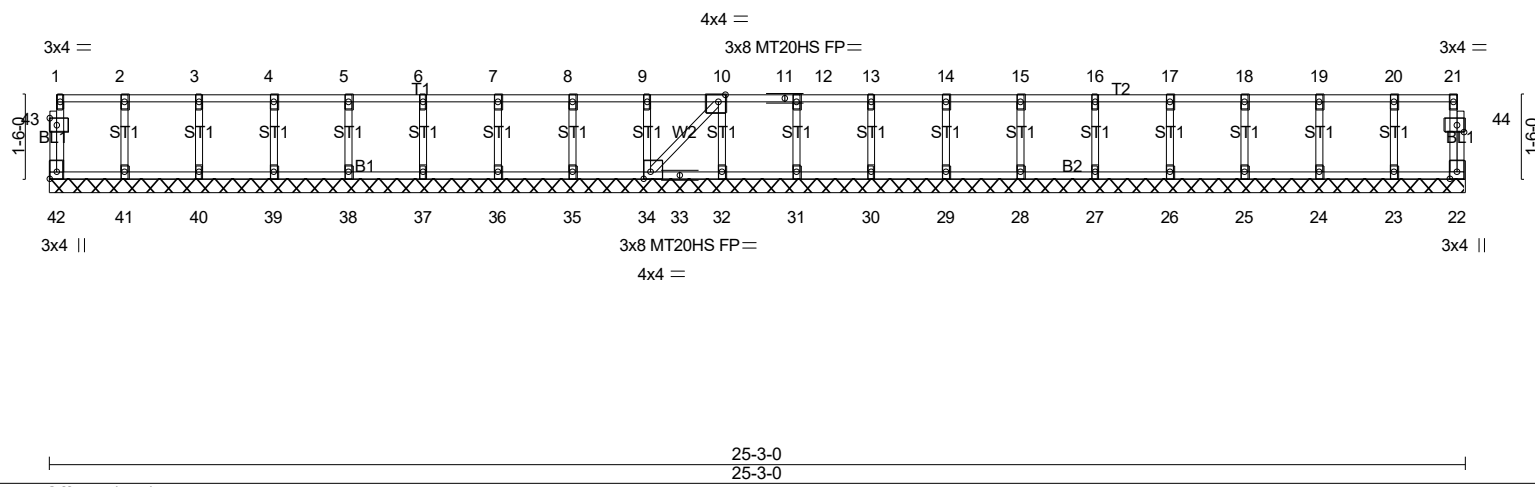 4x4 =
3x4 =
3x8 MT20HS FP=
3x4 =
1 2 3 4 5 6 7 8 9 10 11 12 13 14 15 16 17 18 19 20 21
T1 T2
43 44
1-6-0 1-6-0
BL1 ST1 ST1 ST1 ST1 ST1 ST1 ST1 ST1 W2 ST1 ST1 ST1 ST1 ST1 ST1 ST1 ST1 ST1 ST1 BL1
B1 B2
42 41 40 39 38 37 36 35 34 33 32 31 30 29 28 27 26 25 24 23 22
3x4 ||
3x8 MT20HS FP=
3x4 ||
4x4 =
25-3-0
25-3-0